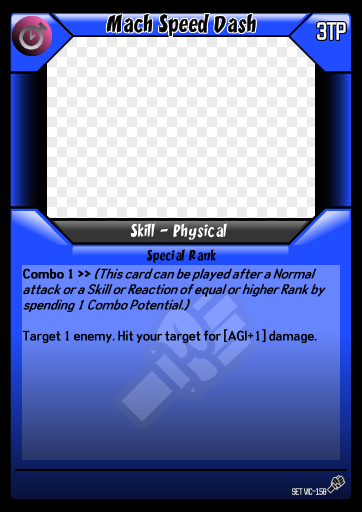 Mach Speed Dash
3TP
Skill - Physical
Special Rank
Combo 1 >> (This card can be played after a Normal
attack or a Skill or Reaction of equal or higher Rank by
spending 1 Combo Potential.)
Target 1 enemy. Hit your target for [AGI+1] damage.
SET VIC-158